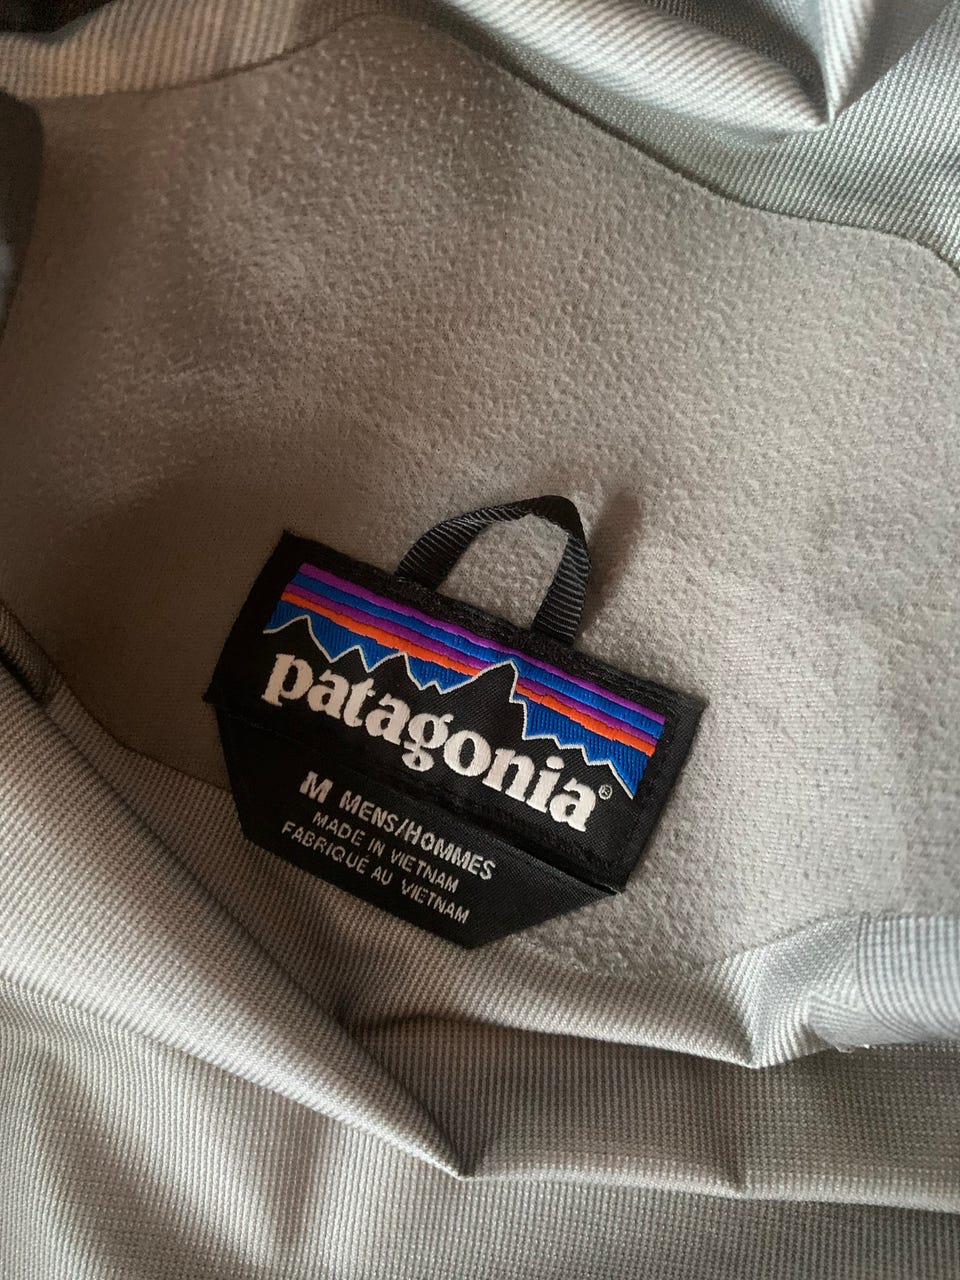 patagonia®
M MENS/HOMMES
MADE IN VIETNAM
FABRIQUÉ AU VIETNAM